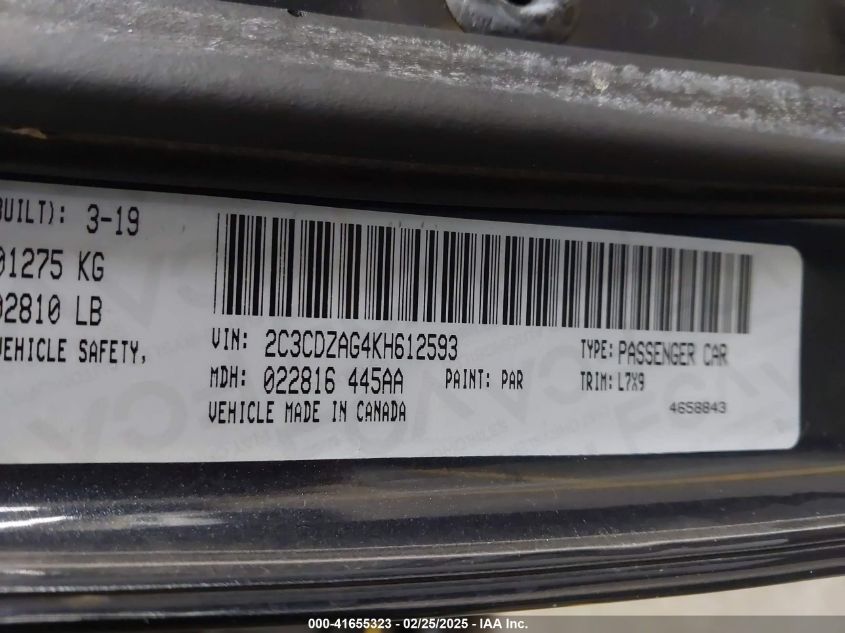 BUILT): 3-19
01275 KG
02810 LB
VEHICLE SAFETY,
VIN: 2C3CDZAG4KH612593
MDH: 022816 445AA PAINT: PAR
VEHICLE MADE IN CANADA
TYPE: PASSENGER CAR
TRIM: L7X9
4658843
000-41655323 - 02/25/2025 - IAA Inc.